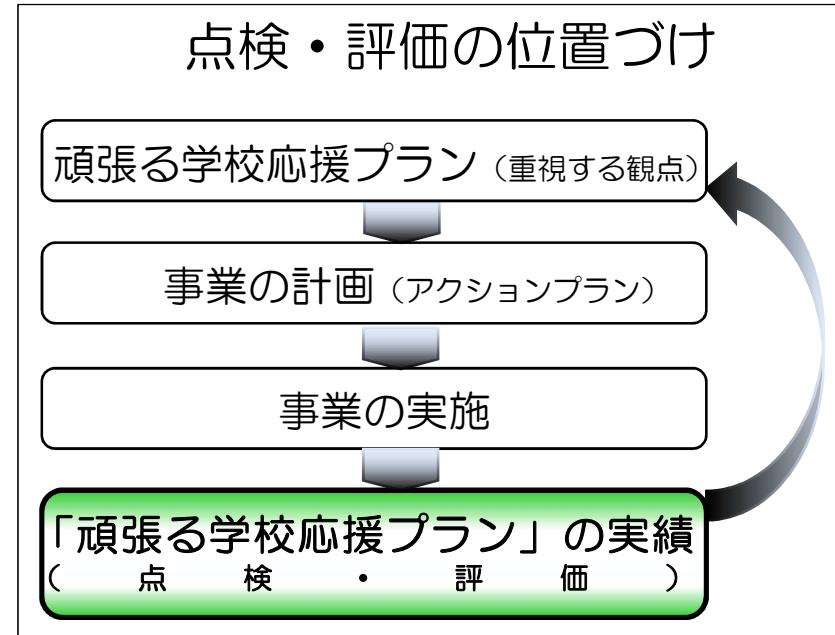 点検・評価の位置づけ
頑張る学校応援プラン（重視する観点）
事業の計画（アクションプラン）
事業の実施
「頑張る学校応援プラン」の実績
（点検・評価）